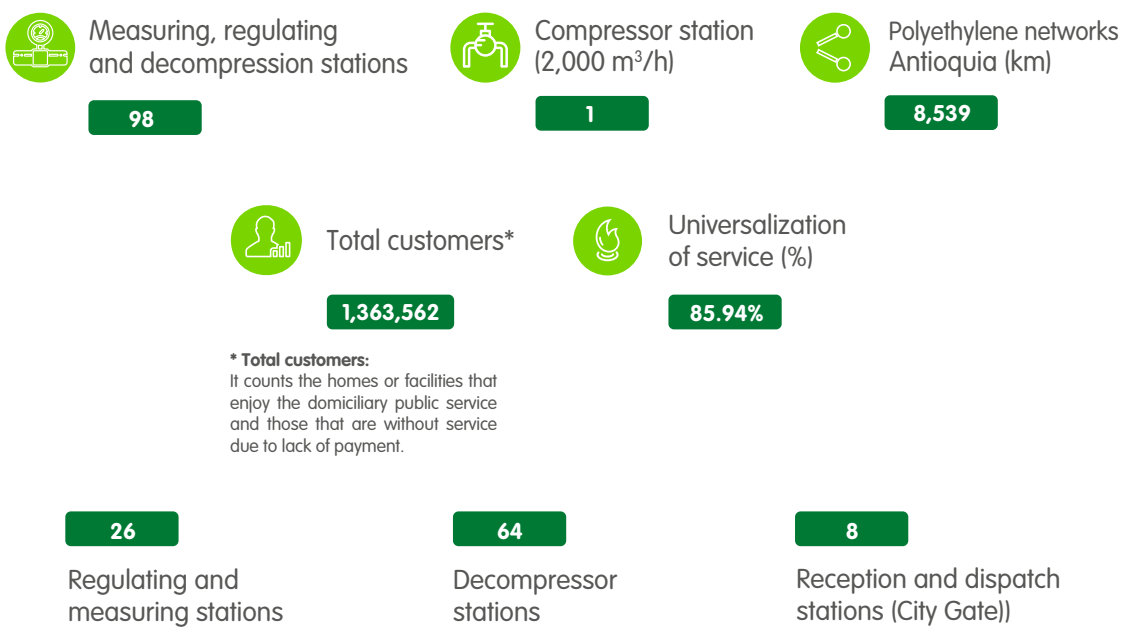 Measuring, regulating
and decompression stations
98
Compressor station
(2,000 m³/h)
1
Polyethylene networks
Antioquia (km)
8,539
Total customers*
1,363,562
* Total customers:
It counts the homes or facilities that
enjoy the domiciliary public service
and those that are without service
due to lack of payment.
Universalization
of service (%)
85.94%
26
Regulating and
measuring stations
64
Decompressor
stations
8
Reception and dispatch
stations (City Gate))